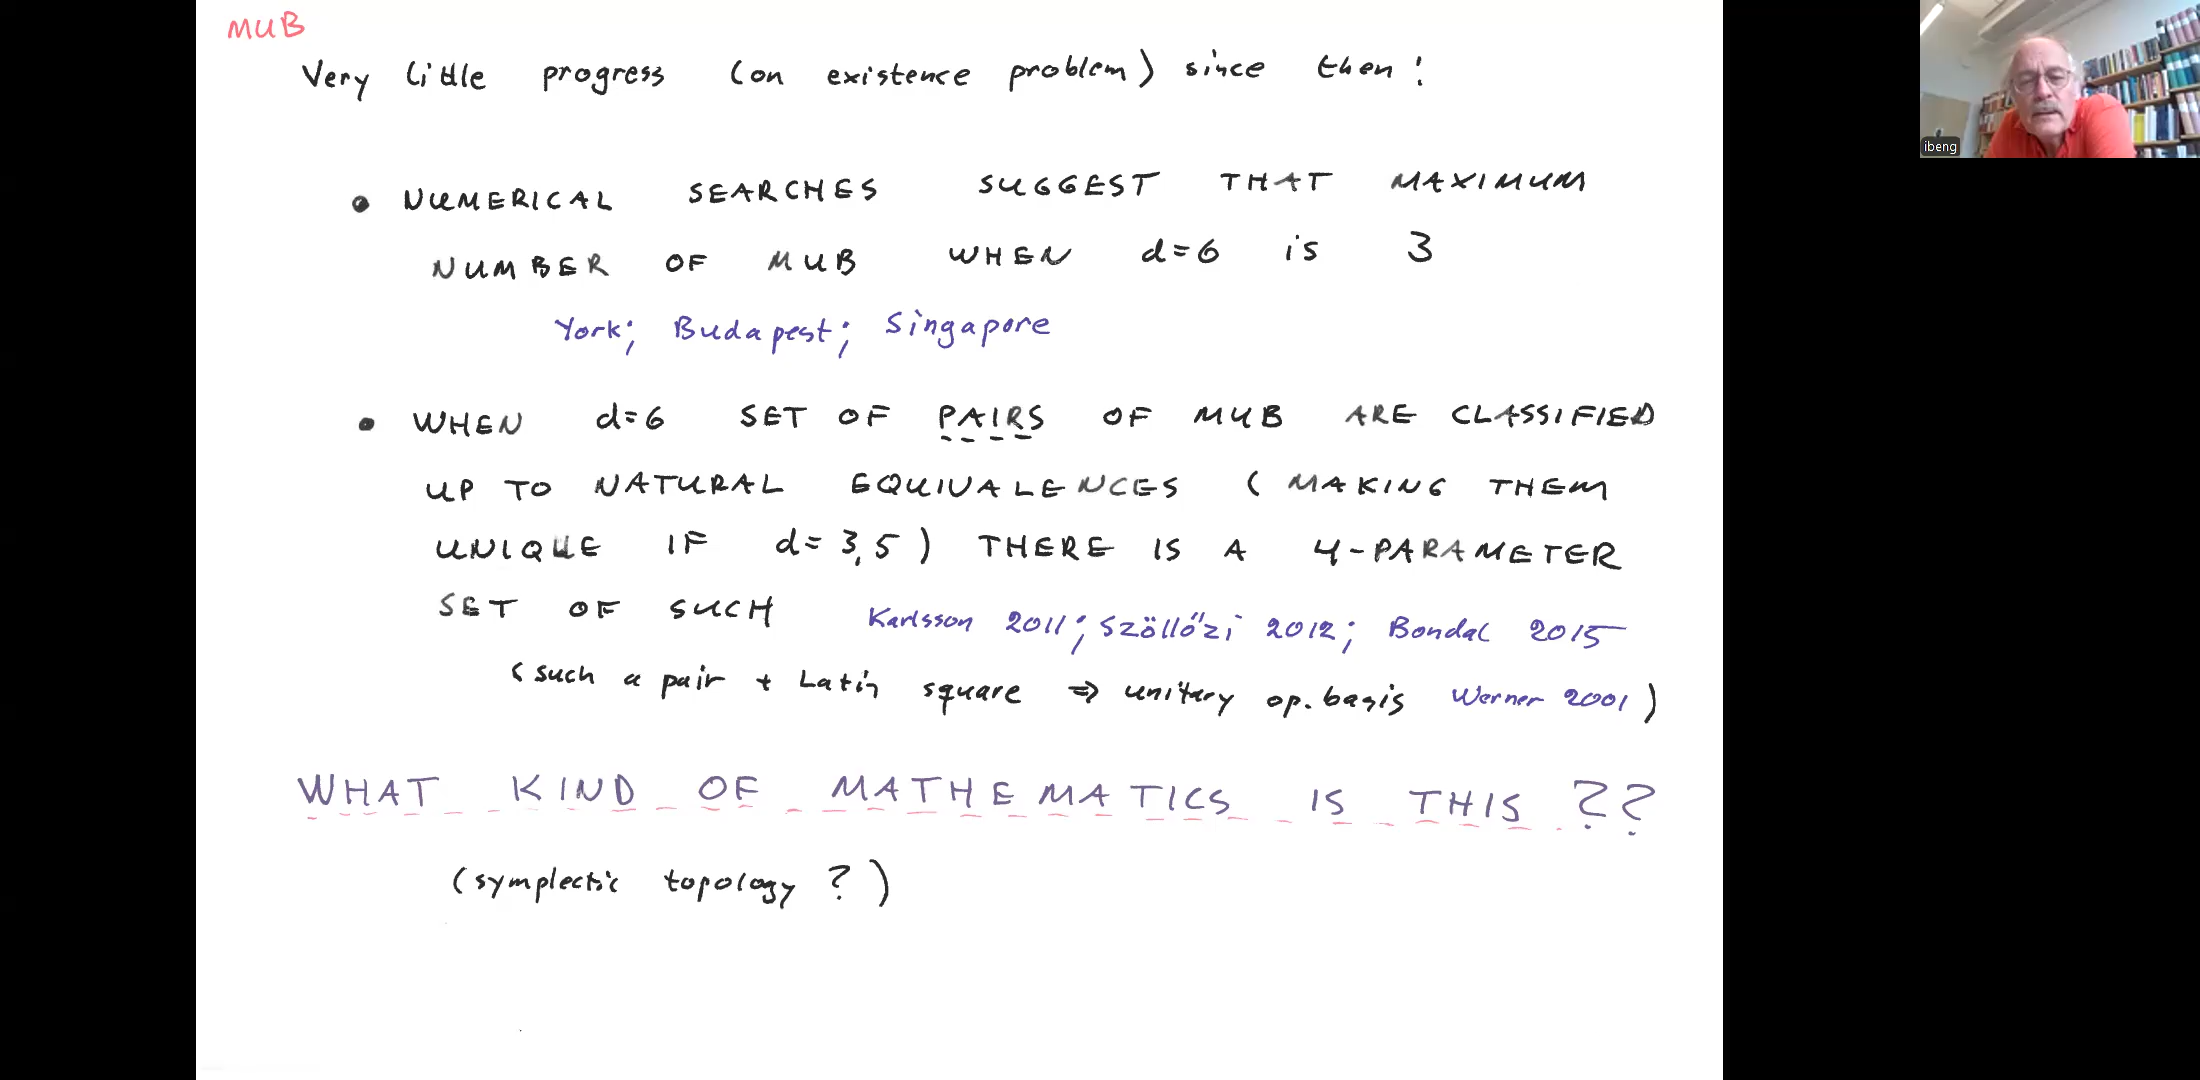 MUB
Very little progress (on existence problem) since then!
• NUMERICAL SEARCHES SUGGEST THAT MAXIMUM
NUMBER OF MUB WHEN d=6 is 3
York; Budapest; Singapore
• WHEN d=6 SET OF PAIRS OF MUB ARE CLASSIFIED
UP TO NATURAL EQUIVALENCES (MAKING THEM
UNIQUE IF d=3,5) THERE IS A 4-PARAMETER
SET OF SUCH Karlsson 2011; Szöllőzi 2012; Bondal 2015
(such a pair + Latin square ⇒ unitary op. basis Werner 2001)
WHAT KIND OF MATHEMATICS IS THIS ??
(symplectic topology ?)
ibeng